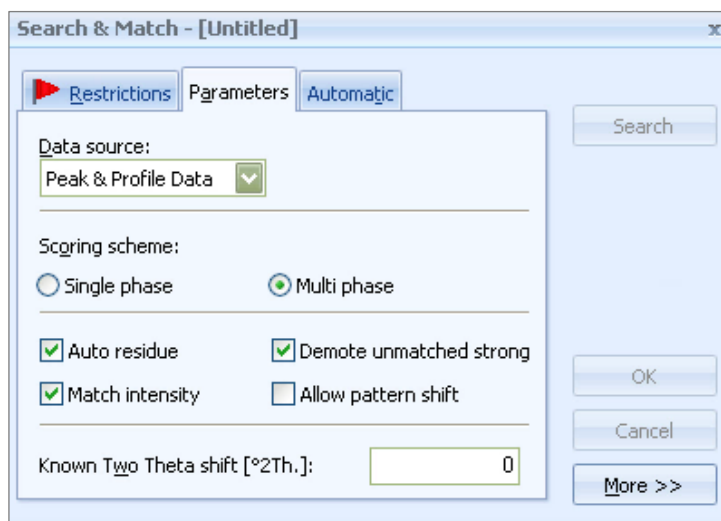 Search & Match - [Untitled] x
Restrictions Parameters Automatic
Search
Data source:
Peak & Profile Data
Scoring scheme:
Single phase Multi phase
Auto residue Demote unmatched strong
OK
Match intensity Allow pattern shift
Cancel
Known Two Theta shift [°2Th.]: 0
More >>